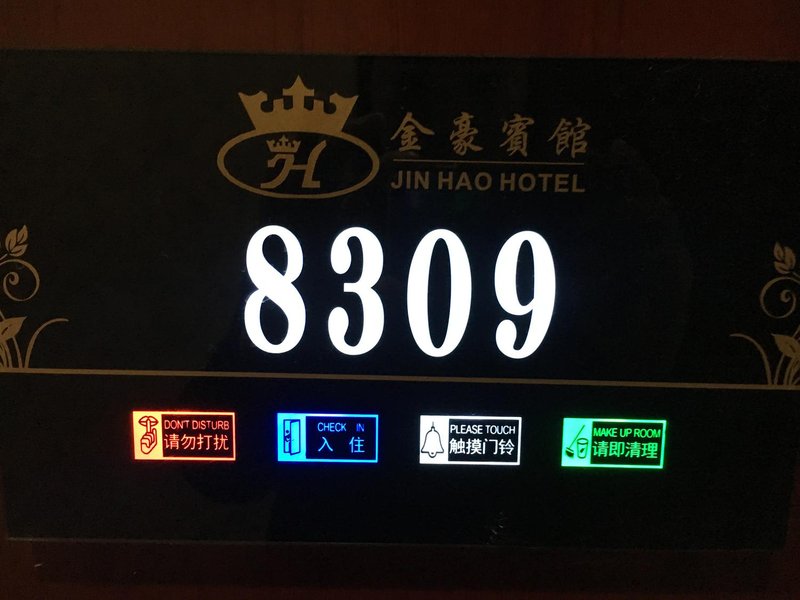 金豪賓館
JIN HAO HOTEL
H
8309
DON'T DISTURB
请勿打扰
CHECK IN
入住
PLEASE TOUCH
触摸门铃
MAKE UP ROOM
请即清理